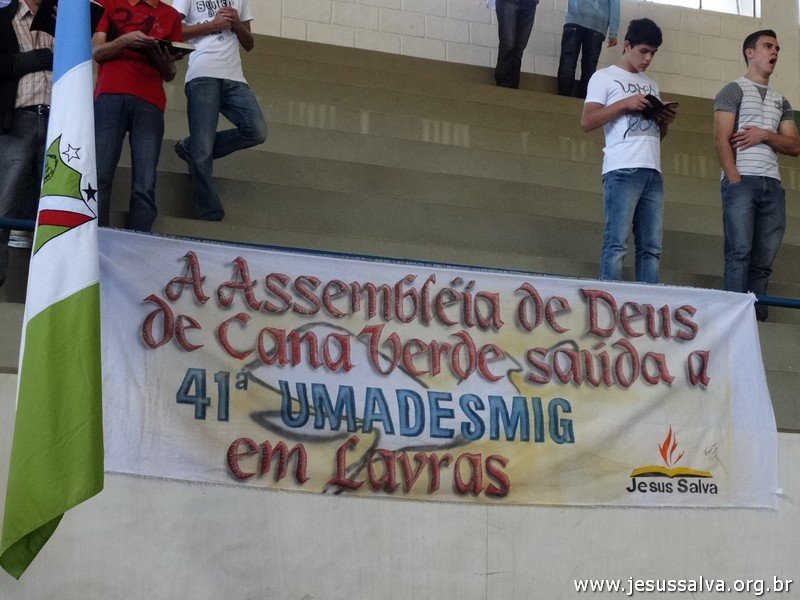 A Assembléia de Deus
de Cana Verde saúda a
41ª UMADESMIG
em Lavras
Jesus Salva
www.jesussalva.org.br